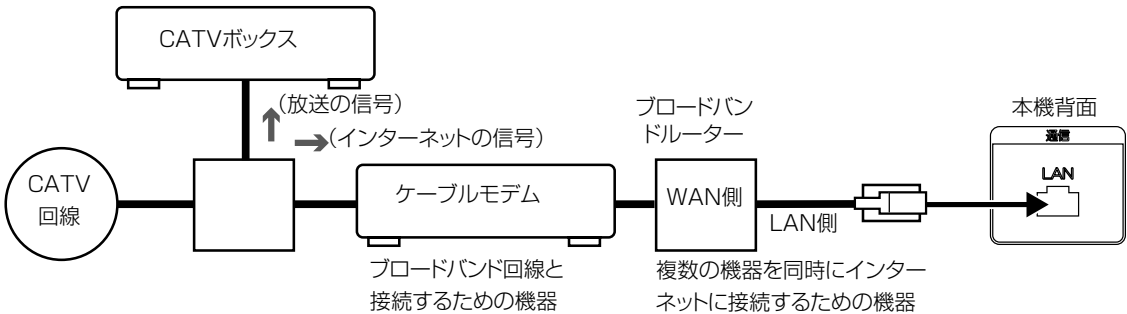 CATVボックス
(放送の信号)
(インターネットの信号)
CATV
回線
ケーブルモデム
ブロードバンド回線と
接続するための機器
ブロードバン
ドルーター
WAN側
LAN側
複数の機器を同時にインター
ネットに接続するための機器
本機背面
通信
LAN